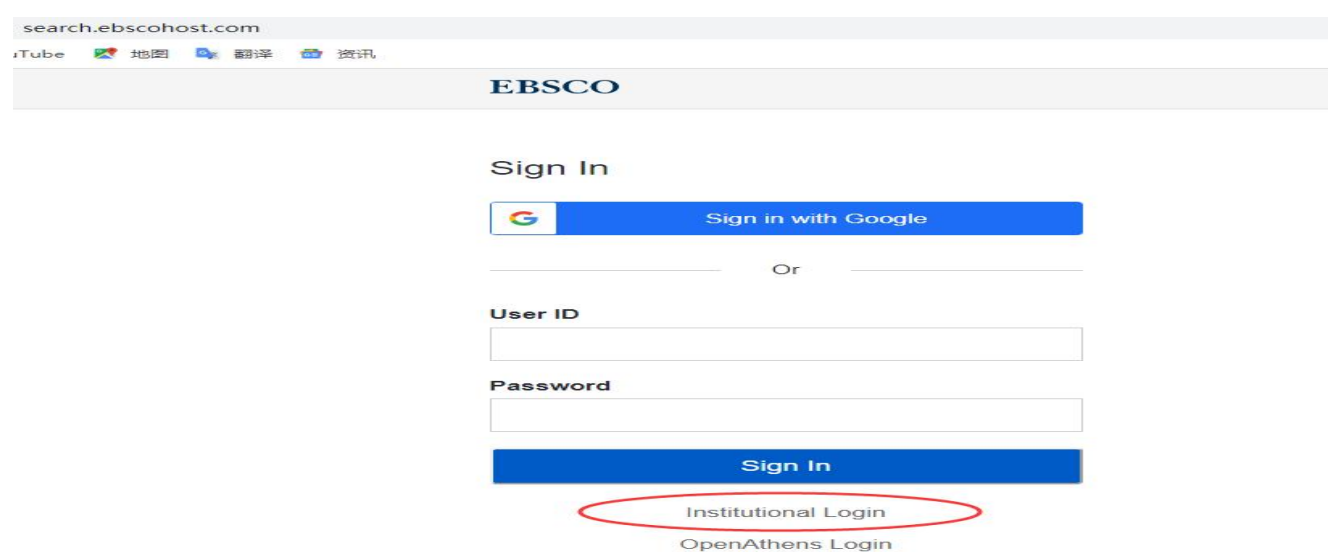 search.ebscohost.com
uTube 地图 翻译 资讯
EBSCO
Sign In
Sign in with Google
Or
User ID
Password
Sign In
Institutional Login
OpenAthens Login